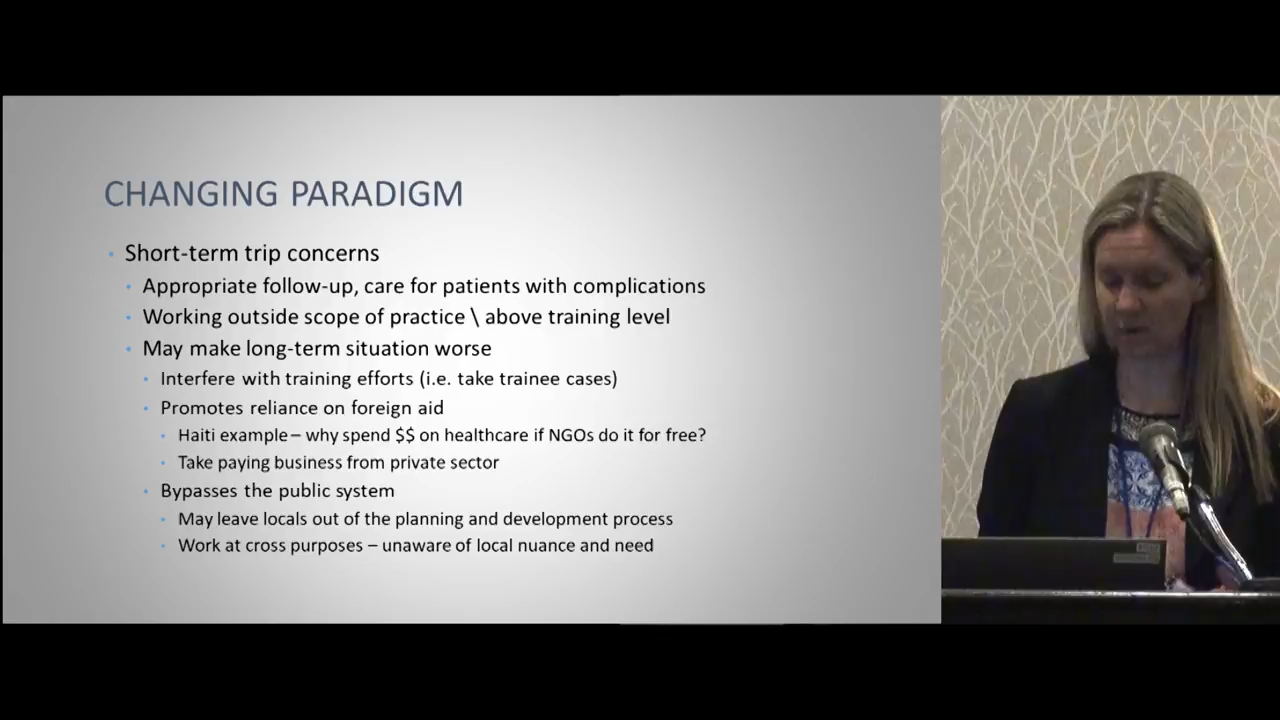 CHANGING PARADIGM
• Short-term trip concerns
• Appropriate follow-up, care for patients with complications
• Working outside scope of practice \ above training level
• May make long-term situation worse
• Interfere with training efforts (i.e. take trainee cases)
• Promotes reliance on foreign aid
• Haiti example – why spend $$ on healthcare if NGOs do it for free?
• Take paying business from private sector
• Bypasses the public system
• May leave locals out of the planning and development process
• Work at cross purposes – unaware of local nuance and need